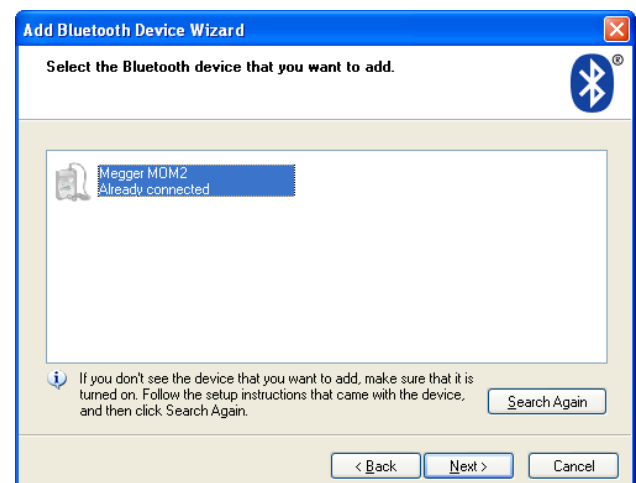 Add Bluetooth Device Wizard
Select the Bluetooth device that you want to add.
®
Megger MOM2
Already connected
If you don't see the device that you want to add, make sure that it is
turned on. Follow the setup instructions that came with the device,
and then click Search Again.
Search Again
< Back
Next >
Cancel